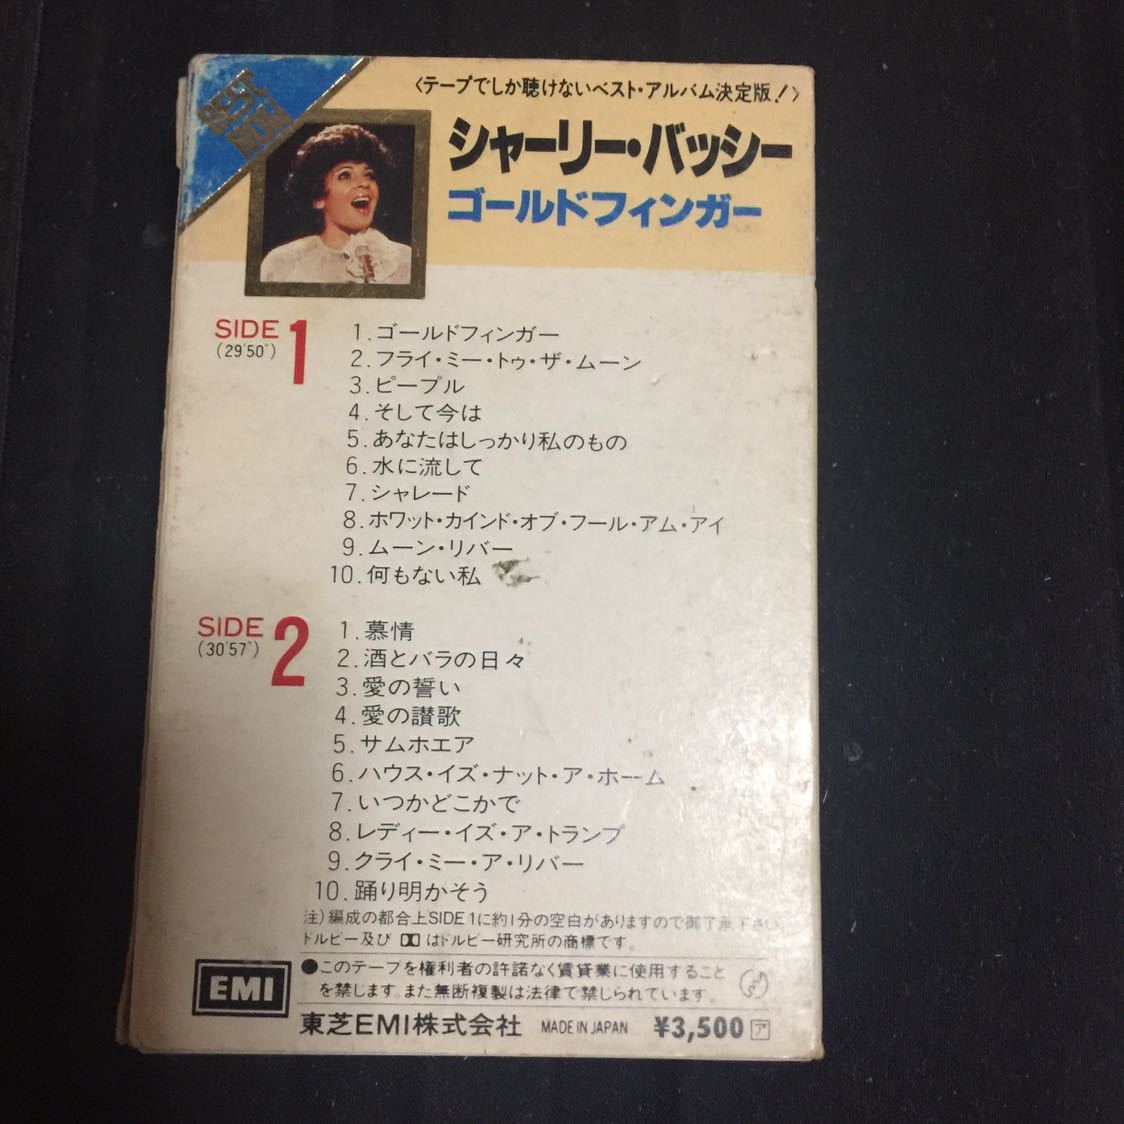 BEST NOW
〈テープでしか聴けないベスト・アルバム決定版！〉
シャーリー・バッシー
ゴールドフィンガー
SIDE 1
(29'50")
1.ゴールドフィンガー
2.フライ・ミー・トゥ・ザ・ムーン
3.ピープル
4.そして今は
5.あなたはしっかり私のもの
6.水に流して
7.シャレード
8.ホワット・カインド・オブ・フール・アム・アイ
9.ムーン・リバー
10.何もない私
SIDE 2
(30'57")
1.慕情
2.酒とバラの日々
3.愛の誓い
4.愛の讃歌
5.サムホエア
6.ハウス・イズ・ナット・ア・ホーム
7.いつかどこかで
8.レディー・イズ・ア・トランプ
9.クライ・ミー・ア・リバー
10.踊り明かそう
注)編成の都合上SIDE 1に約1分の空白がありますので御了承下さい。
ドルビー及び はドルビー研究所の商標です。
EMI
●このテープを権利者の許諾なく賃貸業に使用すること
を禁じます。また無断複製は法律で禁じられています。
東芝EMI株式会社 MADE IN JAPAN ¥3,500 ア